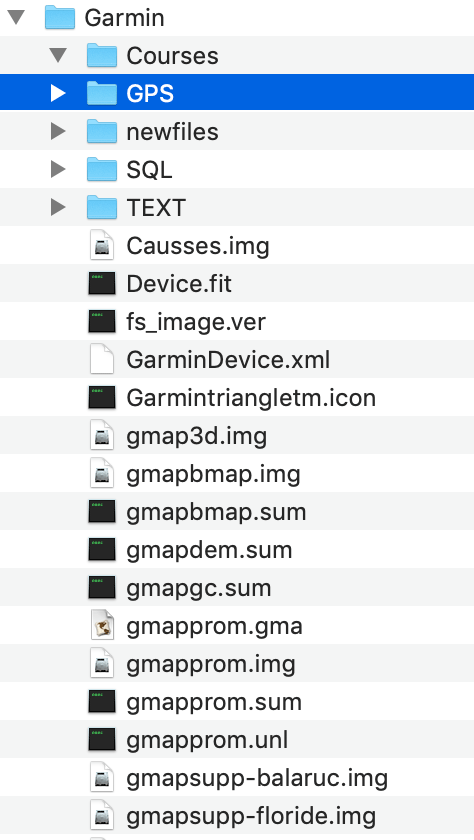 Garmin
Courses
GPS
newfiles
SQL
TEXT
Causses.img
Device.fit
fs_image.ver
GarminDevice.xml
Garmintriangletm.icon
gmap3d.img
gmapbmap.img
gmapbmap.sum
gmapdem.sum
gmapgc.sum
gmapprom.gma
gmapprom.img
gmapprom.sum
gmapprom.unl
gmapsupp-balaruc.img
gmapsupp-floride.img